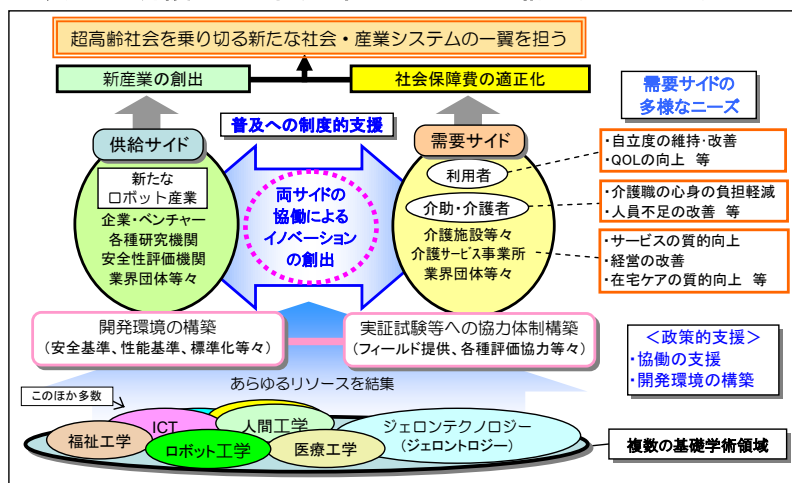 超高齢社会を乗り切る新たな社会・産業システムの一翼を担う
新産業の創出
社会保障費の適正化
需要サイドの
多様なニーズ
普及への制度的支援
供給サイド
需要サイド
新たな
ロボット産業
企業・ベンチャー
各種研究機関
安全性評価機関
業界団体等々
両サイドの
協働による
イノベーション
の創出
利用者
介助・介護者
介護施設等々
介護サービス事業所
業界団体等々
・自立度の維持・改善
・QOLの向上 等
・介護職の心身の負担軽減
・人員不足の改善 等
・サービスの質的向上
・経営の改善
・在宅ケアの質的向上 等
開発環境の構築
(安全基準、性能基準、標準化等々)
実証試験等への協力体制構築
(フィールド提供、各種評価協力等々)
<政策的支援>
・協働の支援
・開発環境の構築
あらゆるリソースを結集
このほか多数
ICT
人間工学
ジェロンテクノロジー
(ジェロントロジー)
福祉工学
ロボット工学
医療工学
複数の基礎学術領域